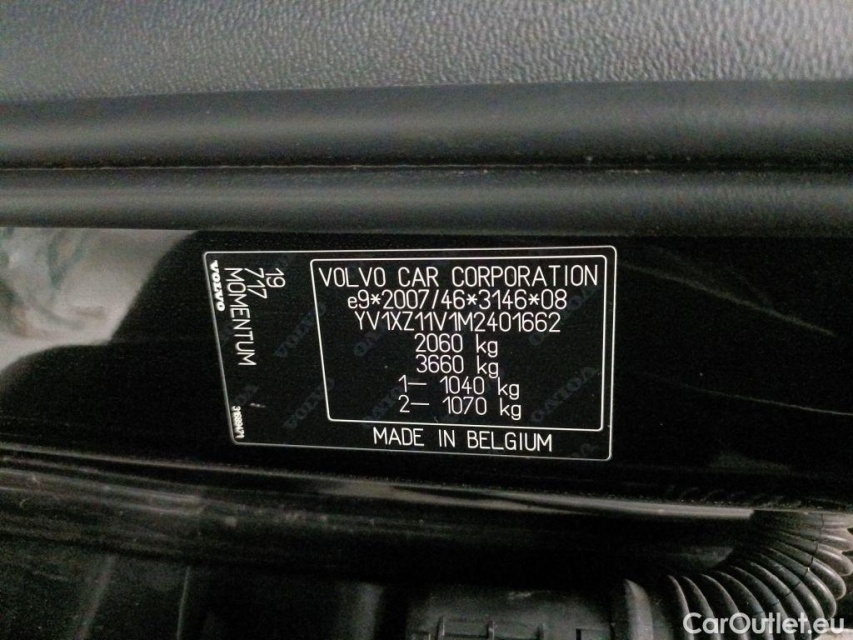 VOLVO
19
717
MOMENTUM
VOLVO CAR CORPORATION
e9*2007/46*3146*08
YV1XZ11V1M2401662
2060 kg
3660 kg
1— 1040 kg
2— 1070 kg
MADE IN BELGIUM
CarOutlet.eu